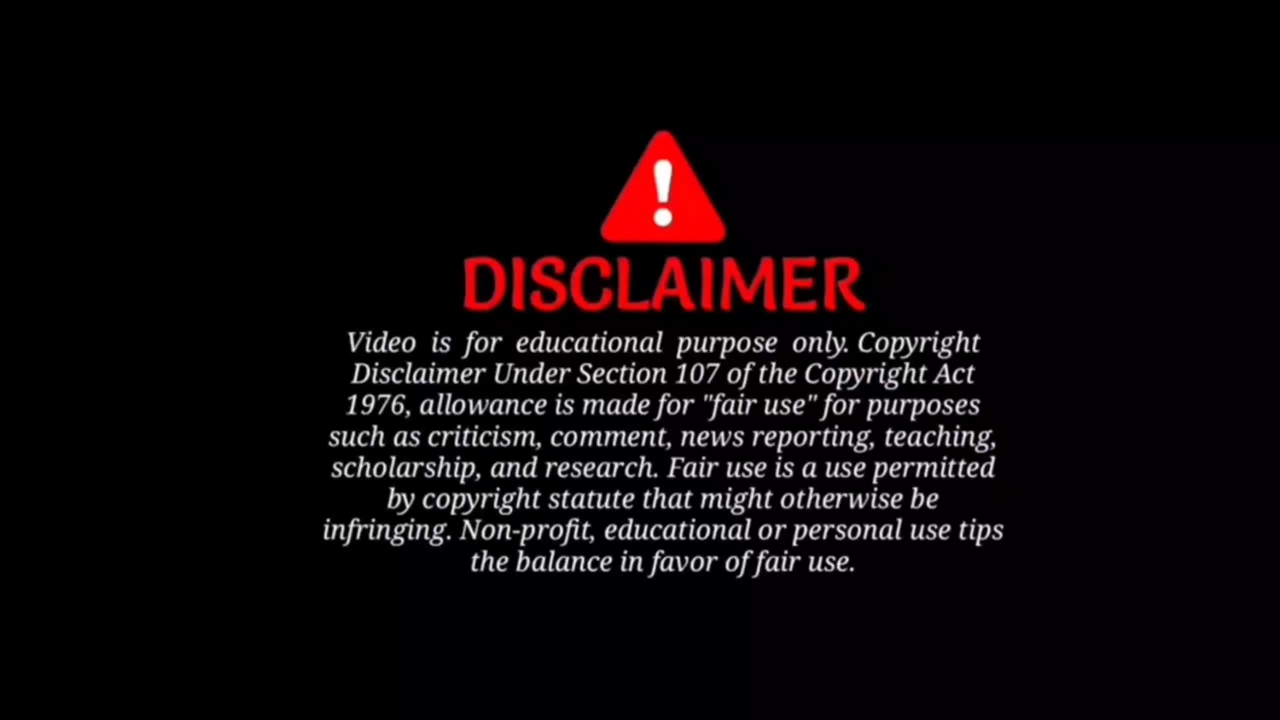 DISCLAIMER
Video is for educational purpose only. Copyright
Disclaimer Under Section 107 of the Copyright Act
1976, allowance is made for "fair use" for purposes
such as criticism, comment, news reporting, teaching,
scholarship, and research. Fair use is a use permitted
by copyright statute that might otherwise be
infringing. Non-profit, educational or personal use tips
the balance in favor of fair use.